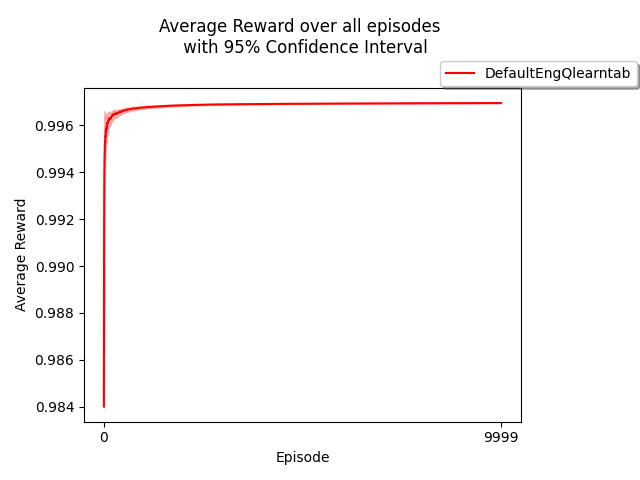 Average Reward over all episodes
with 95% Confidence Interval
DefaultEngQlearntab
0.996
0.994
0.992
0.990
0.988
0.986
0.984
Average Reward
0
9999
Episode